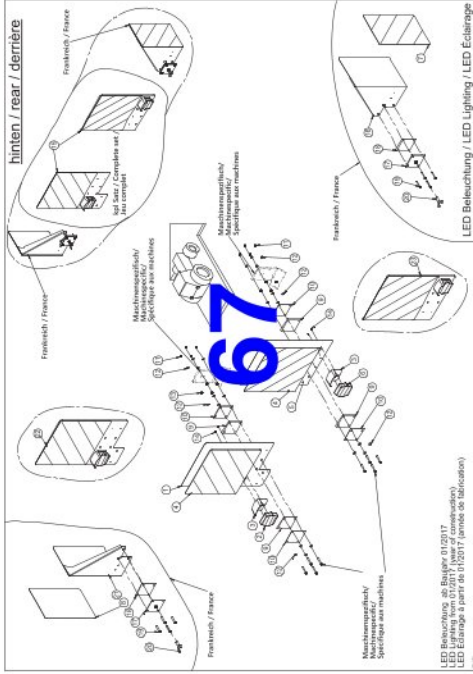 hinten / rear / derrière
Frankreich / France
Frankreich / France
kpl Satz / Complete set /
Jeu complet
Maschinenspezifisch/
Machinespecific/
Spécifique aux machines
Maschinenspezifisch/
Machinespecific/
Spécifique aux machines
67
Frankreich / France
LED Beleuchtung / LED Lighting / LED Éclairage
Frankreich / France
Maschinenspezifisch/
Machinespecific/
Spécifique aux machines
LED Beleuchtung ab Baujahr 01/2017
LED Lighting from 01/2017 (year of construction)
LED Éclairage à partir de 01/2017 (année de fabrication)